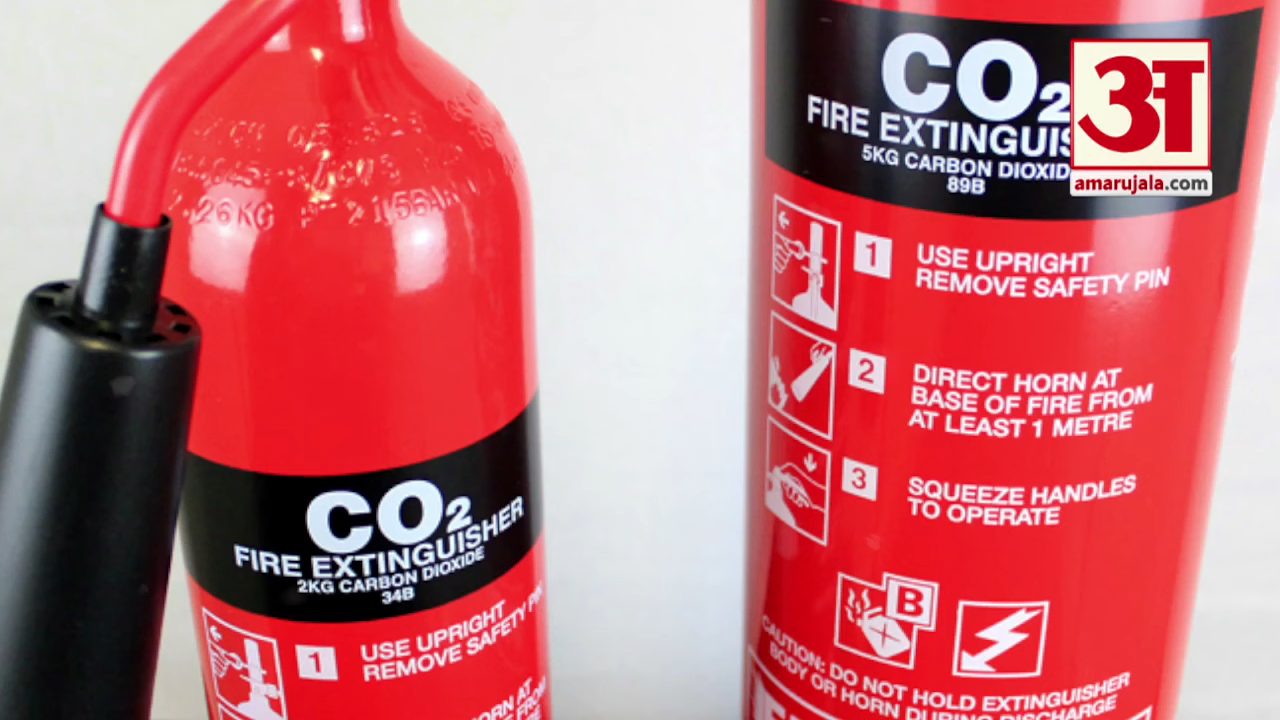 26KG
CO2
FIRE EXTINGUISHER
2KG CARBON DIOXIDE
34B
1
USE UPRIGHT
REMOVE SAFETY PIN
CO2
FIRE EXTINGUIS
5KG CARBON DIOXID
89B
1
USE UPRIGHT
REMOVE SAFETY PIN
2
DIRECT HORN AT
BASE OF FIRE FROM
AT LEAST 1 METRE
3
SQUEEZE HANDLES
TO OPERATE
B
CAUTION: DO NOT HOLD EXTINGUISHER
BODY OR HORN DURING DISCHARGE
अ
amarujala.com